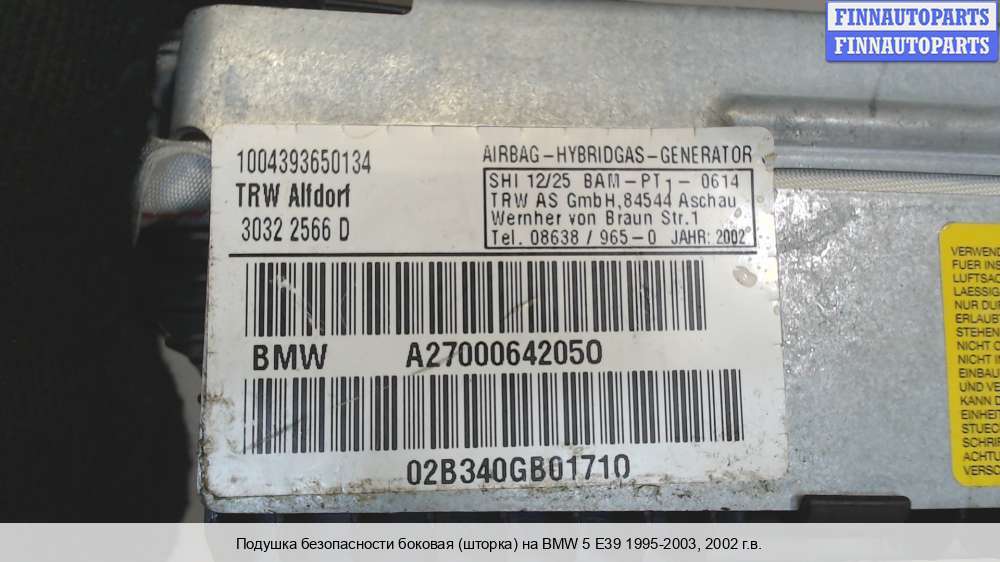 FINNAUTOPARTS
FINNAUTOPARTS
1004393650134
TRW Alfdorf
3032 2566 D
AIRBAG-HYBRIDGAS-GENERATOR
SHI 12/25 BAM-PT1-0614
TRW AS GmbH,84544 Aschau
Wernher von Braun Str.1
Tel. 08638 / 965-0 JAHR: 2002
BMW A27000642050
02B340GB01710
VERWEND
FUER INS
LUFTSAC
LAESSIG
NUR DUR
ERLAUBT
STEHEN
NICHT
NICHT IN
EINBAU
UND VE
KANN D
EINHEIT
STUEC
SCHRIF
ACHTU
VERSC
Подушка безопасности боковая (шторка) на BMW 5 E39 1995-2003, 2002 г.в.